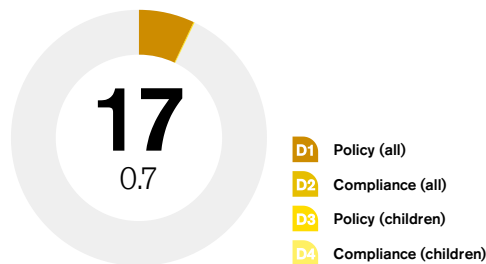 17
0.7
D1 Policy (all)
D2 Compliance (all)
D3 Policy (children)
D4 Compliance (children)